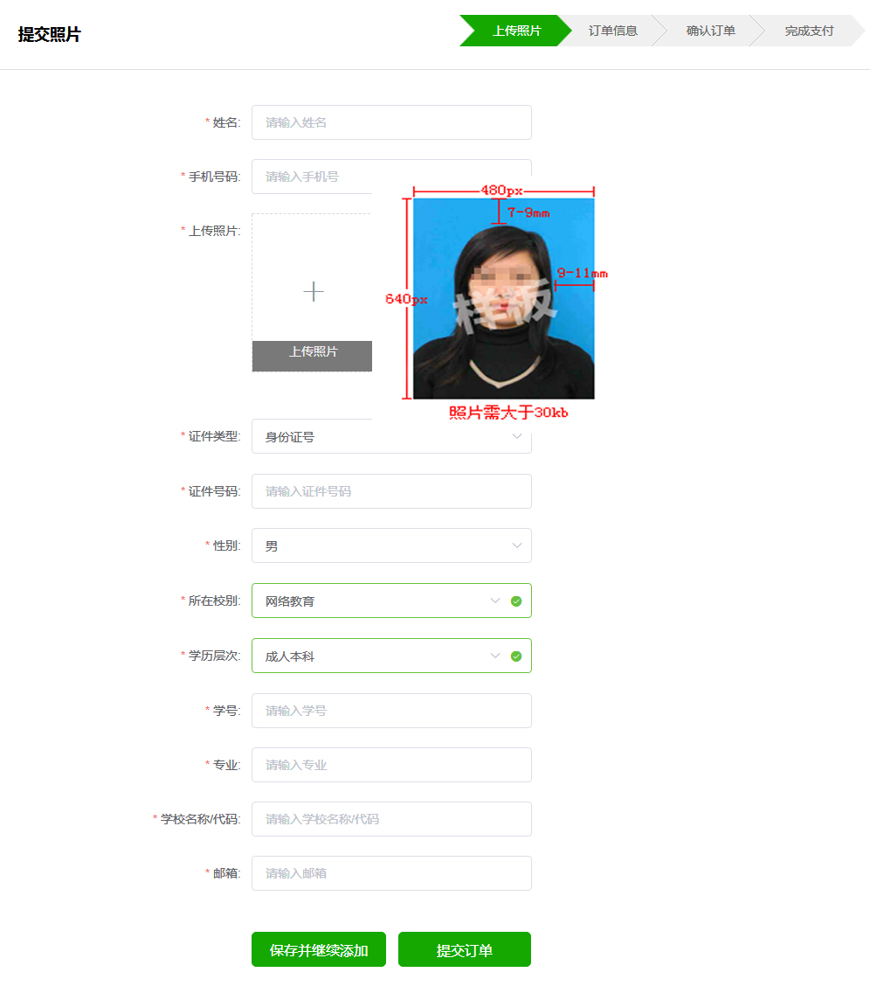 提交照片
上传照片
订单信息
确认订单
完成支付
* 姓名:
请输入姓名
* 手机号码:
请输入手机号
* 上传照片:
上传照片
480px
7-9mm
9-11mm
640px
样板
照片需大于30kb
* 证件类型:
身份证号
* 证件号码:
请输入证件号码
* 性别:
男
* 所在校别:
网络教育
* 学历层次:
成人本科
* 学号:
请输入学号
* 专业:
请输入专业
* 学校名称/代码:
请输入学校名称/代码
* 邮箱:
请输入邮箱
保存并继续添加
提交订单